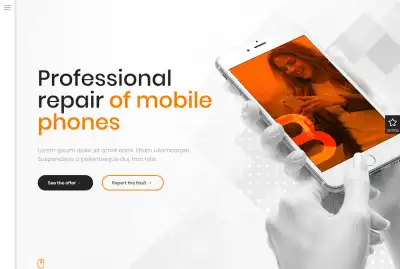 Professional
repair of mobile
phones
Lorem ipsum dolor sit amet enim. Etiam ullamcorper.
Suspendisse a pellentesque dui, non felis.
See the offer →
Report the fault →